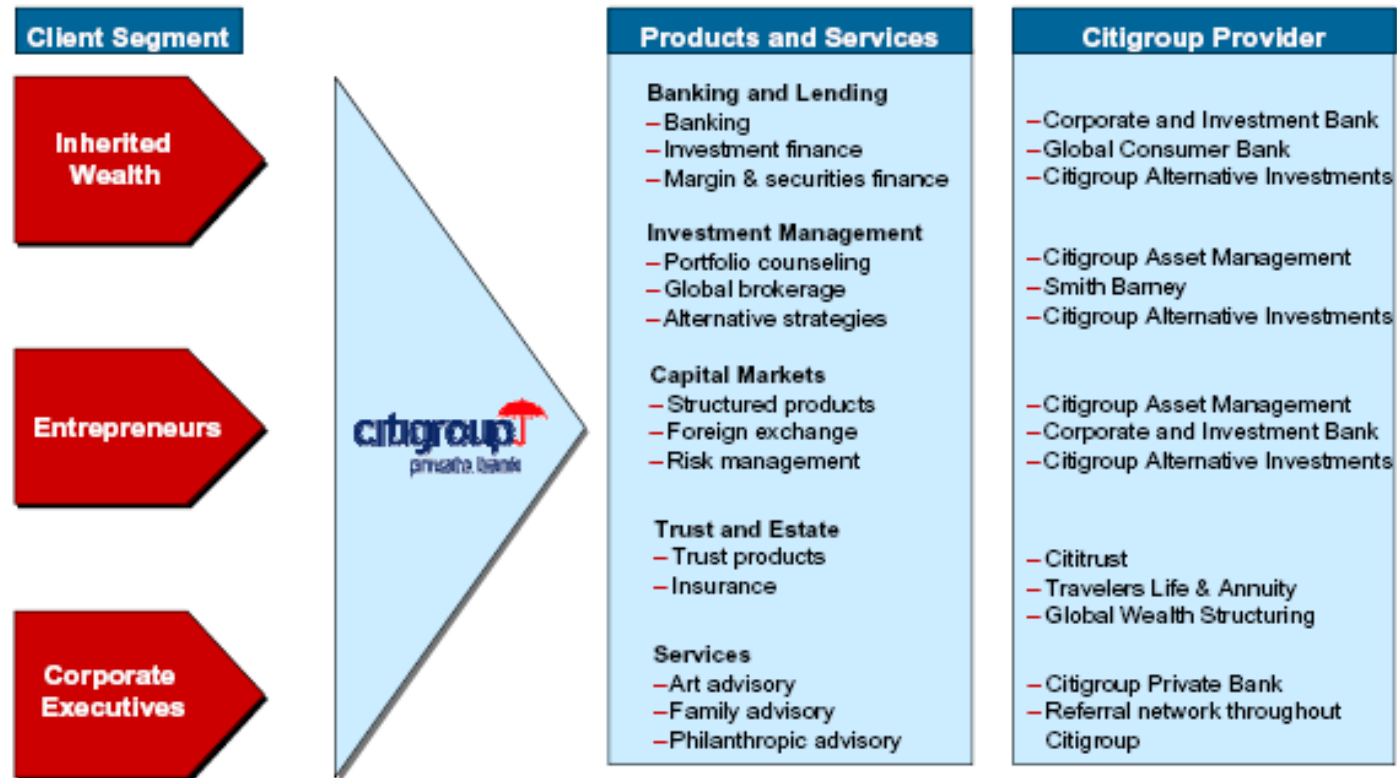 Client Segment
Inherited
Wealth
Entrepreneurs
Corporate
Executives
citigroup
private bank
Products and Services
Banking and Lending
–Banking
–Investment finance
–Margin & securities finance
Investment Management
–Portfolio counseling
–Global brokerage
–Alternative strategies
Capital Markets
–Structured products
–Foreign exchange
–Risk management
Trust and Estate
–Trust products
–Insurance
Services
–Art advisory
–Family advisory
–Philanthropic advisory
Citigroup Provider
–Corporate and Investment Bank
–Global Consumer Bank
–Citigroup Alternative Investments
–Citigroup Asset Management
–Smith Barney
–Citigroup Alternative Investments
–Citigroup Asset Management
–Corporate and Investment Bank
–Citigroup Alternative Investments
–Cititrust
–Travelers Life & Annuity
–Global Wealth Structuring
–Citigroup Private Bank
–Referral network throughout
Citigroup